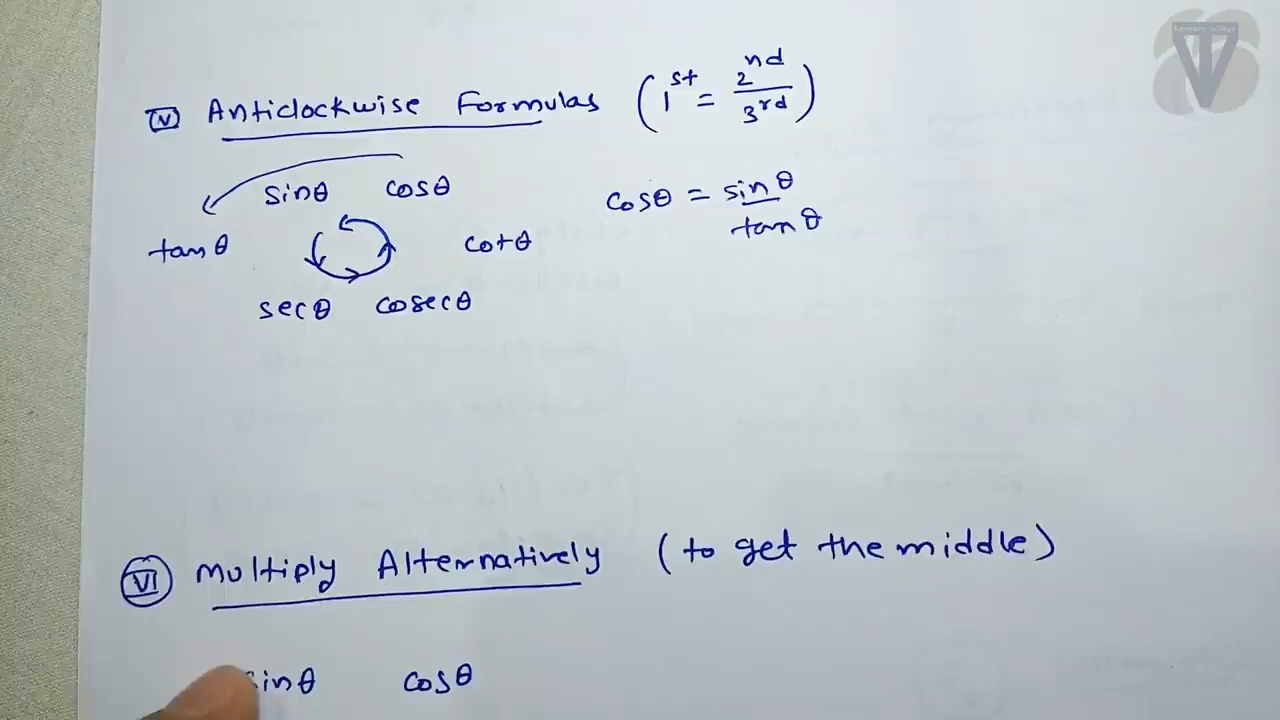 (V) Anticlockwise Formulas (1st = 2nd/3rd)
sinθ cosθ
tanθ cotθ
secθ cosecθ
cosθ = sinθ/tanθ
(VI) Multiply Alternatively (to get the middle)
sinθ cosθ